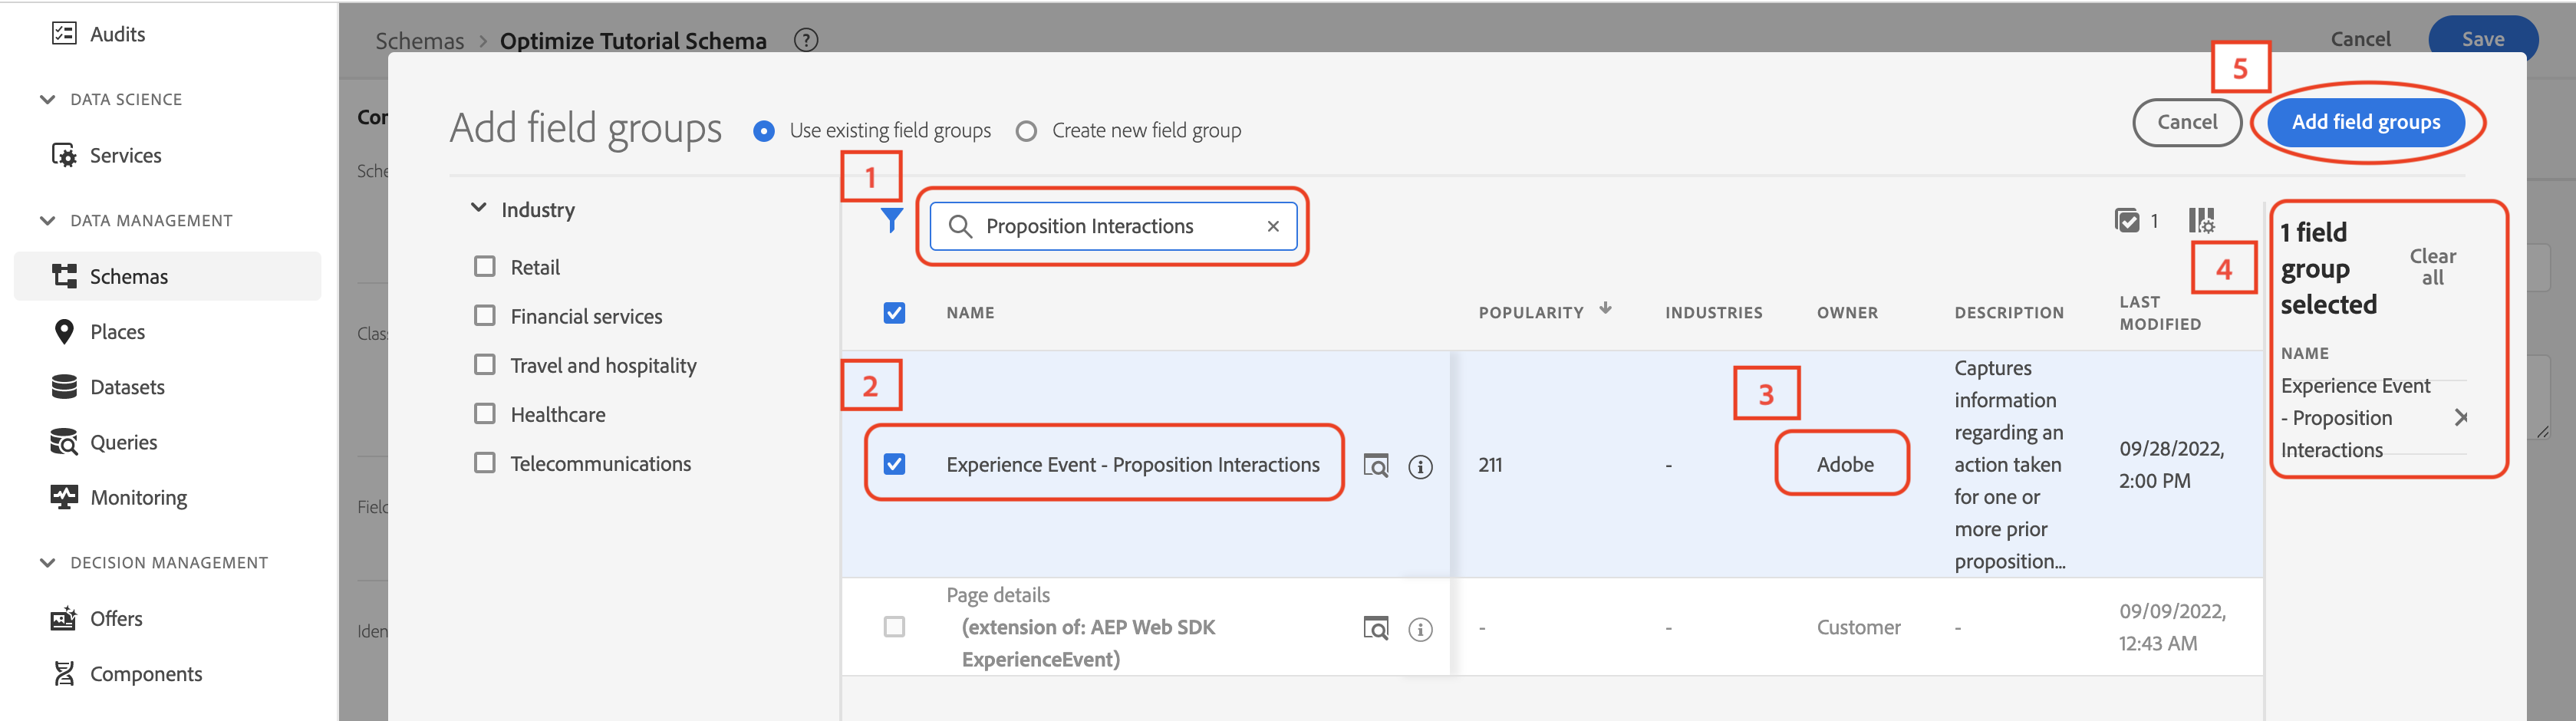 Audits
DATA SCIENCE
Services
DATA MANAGEMENT
Schemas
Places
Datasets
Queries
Monitoring
DECISION MANAGEMENT
Offers
Components
Schemas > Optimize Tutorial Schema ?
Cancel
Save
5
Add field groups
Use existing field groups
Create new field group
Cancel
Add field groups
1
Industry
Retail
Financial services
Travel and hospitality
Healthcare
Telecommunications
Proposition Interactions
1
4
NAME
POPULARITY
INDUSTRIES
OWNER
DESCRIPTION
LAST
MODIFIED
2
3
Experience Event - Proposition Interactions
211
-
Adobe
Captures
information
regarding an
action taken
for one or
more prior
proposition...
09/28/2022,
2:00 PM
Page details
(extension of: AEP Web SDK
ExperienceEvent)
-
-
Customer
-
09/09/2022,
12:43 AM
1 field
group
selected
Clear
all
NAME
Experience Event
- Proposition
Interactions